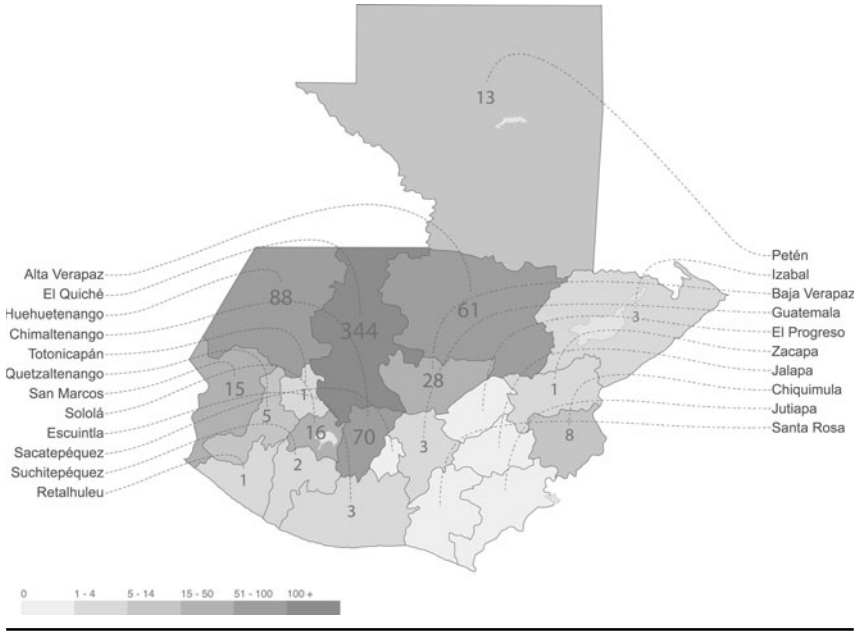 13
Petén
Alta Verapaz
Izabal
El Quiché
Baja Verapaz
Huehuetenango
88
61
Guatemala
3
Chimaltenango
344
El Progreso
Totonicapán
Zacapa
Quetzaltenango
Jalapa
San Marcos
15
1
28
1
Chiquimula
Sololá
5
Jutiapa
Escuintla
16
70
3
8
Santa Rosa
Sacatepéquez
Suchitepéquez
2
Retalhuleu
1
3
0 1 - 4 5 - 14 15 - 50 51 - 100 100 +